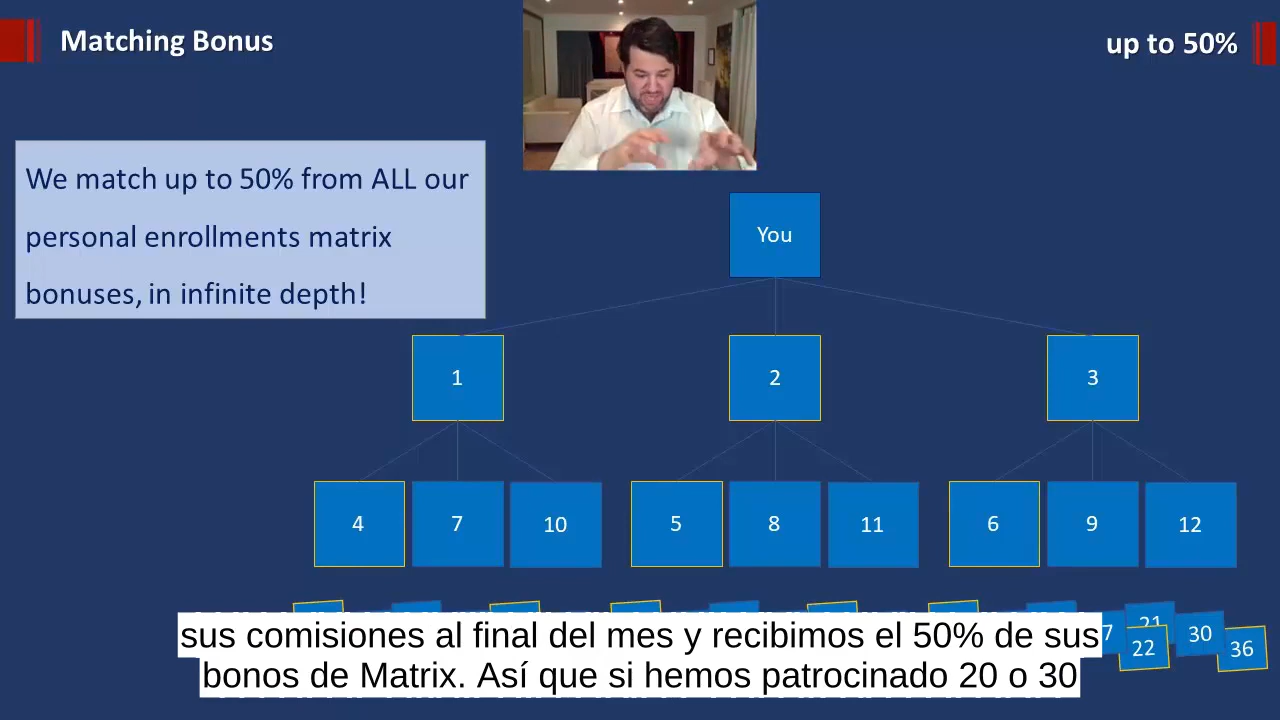 Matching Bonus
up to 50%
We match up to 50% from ALL our
personal enrollments matrix
bonuses, in infinite depth!
You
1
2
3
4
7
10
5
8
11
6
9
12
7
21
22
30
36
sus comisiones al final del mes y recibimos el 50% de sus
bonos de Matrix. Así que si hemos patrocinado 20 o 30